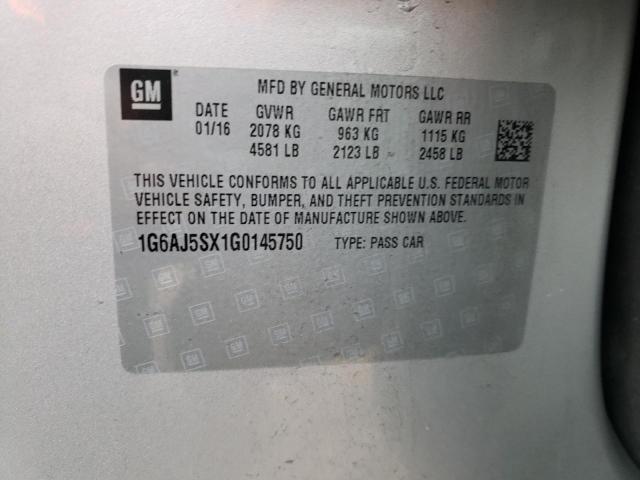 GM
MFD BY GENERAL MOTORS LLC
DATE GVWR GAWR FRT GAWR RR
01/16 2078 KG 963 KG 1115 KG
4581 LB 2123 LB 2458 LB
THIS VEHICLE CONFORMS TO ALL APPLICABLE U.S. FEDERAL MOTOR
VEHICLE SAFETY, BUMPER, AND THEFT PREVENTION STANDARDS IN
EFFECT ON THE DATE OF MANUFACTURE SHOWN ABOVE.
1G6AJ5SX1G0145750 TYPE: PASS CAR